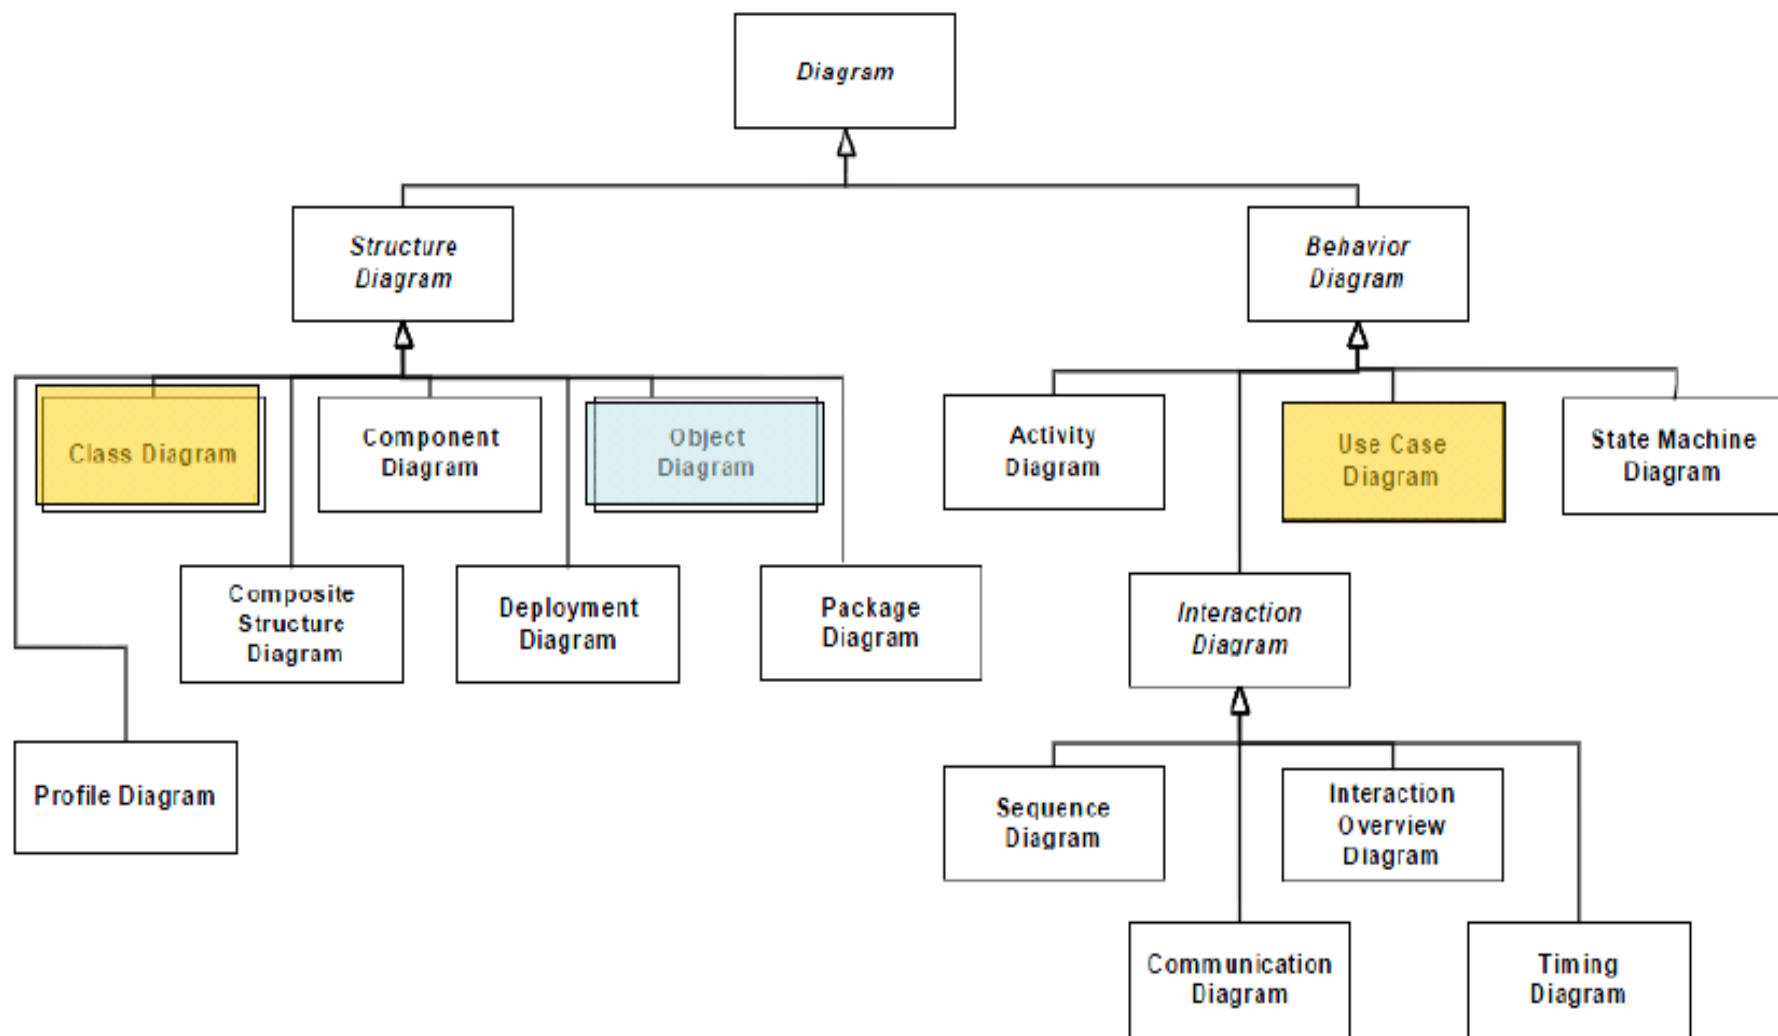 Diagram
Structure
Diagram
Behavior
Diagram
Class Diagram
Component
Diagram
Object
Diagram
Activity
Diagram
Use Case
Diagram
State Machine
Diagram
Composite
Structure
Diagram
Deployment
Diagram
Package
Diagram
Interaction
Diagram
Profile Diagram
Sequence
Diagram
Interaction
Overview
Diagram
Communication
Diagram
Timing
Diagram